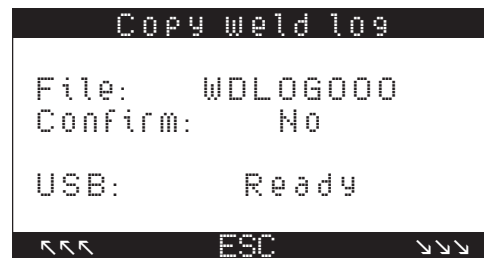 Copy weld log
File: WDLOG000
Confirm: No
USB: Ready
↖↖↖ ESC ↘↘↘